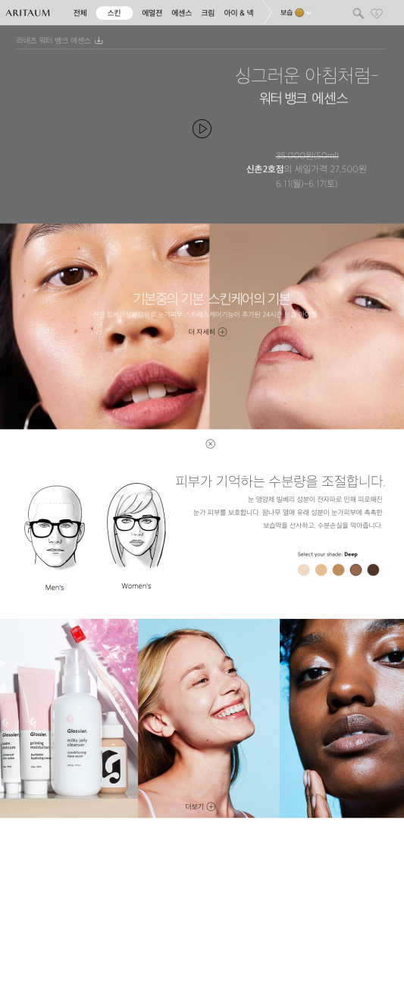 ARITAUM 전체 스킨 에멀젼 에센스 크림 아이 & 넥 보습
라네즈 워터 뱅크 에센스
싱그러운 아침처럼-
워터 뱅크 에센스
35,000원(50ml)
신촌2호점의 세일가격 27,500원
6.11(월)~6.17(토)
기본중의 기본 스킨케어의 기본
천연 빌베리성분함유로 눈가피부 스트레스케어기능이 추가된 24시간 보습 아이필
더 자세히
피부가 기억하는 수분량을 조절합니다.
눈 영양제 빌베리 성분이 전자파로 인해 피로해진
눈가 피부를 보호합니다. 팜나무 열매 유래 성분이 눈가피부에 촉촉한
보습막을 선사하고, 수분손실을 막아줍니다.
Select your shade: Deep
Men's
Women's
Glossier.
balm
dotcom
universal
skin salve
Glossier.
priming
moisturizer
buildable
hydrating creme
Glossier.
milky jelly
cleanser
conditioning
face wash
G
더보기